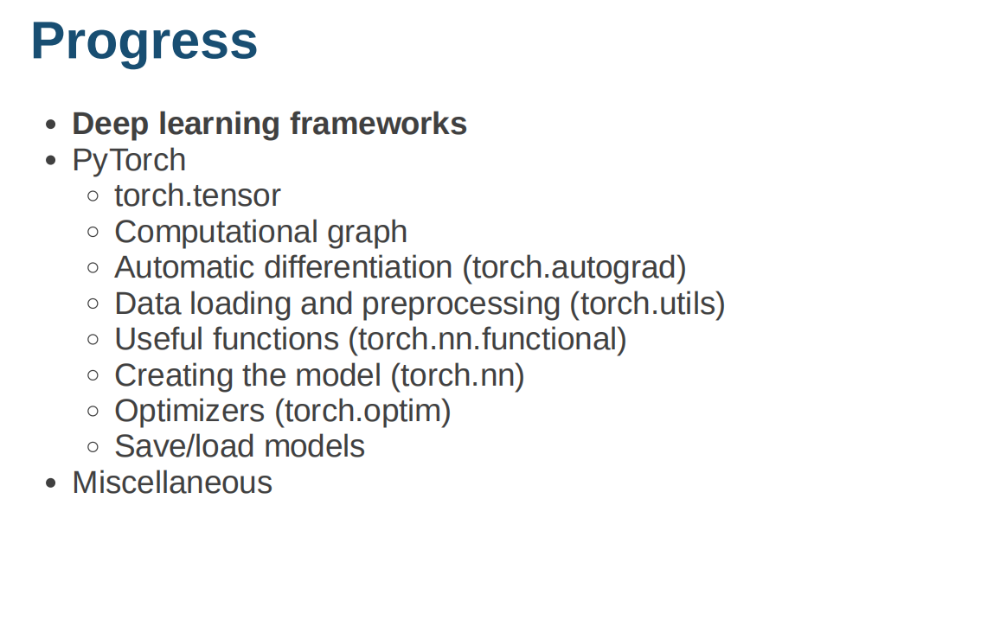 Progress
Deep learning frameworks
PyTorch
torch.tensor
Computational graph
Automatic differentiation (torch.autograd)
Data loading and preprocessing (torch.utils)
Useful functions (torch.nn.functional)
Creating the model (torch.nn)
Optimizers (torch.optim)
Save/load models
Miscellaneous